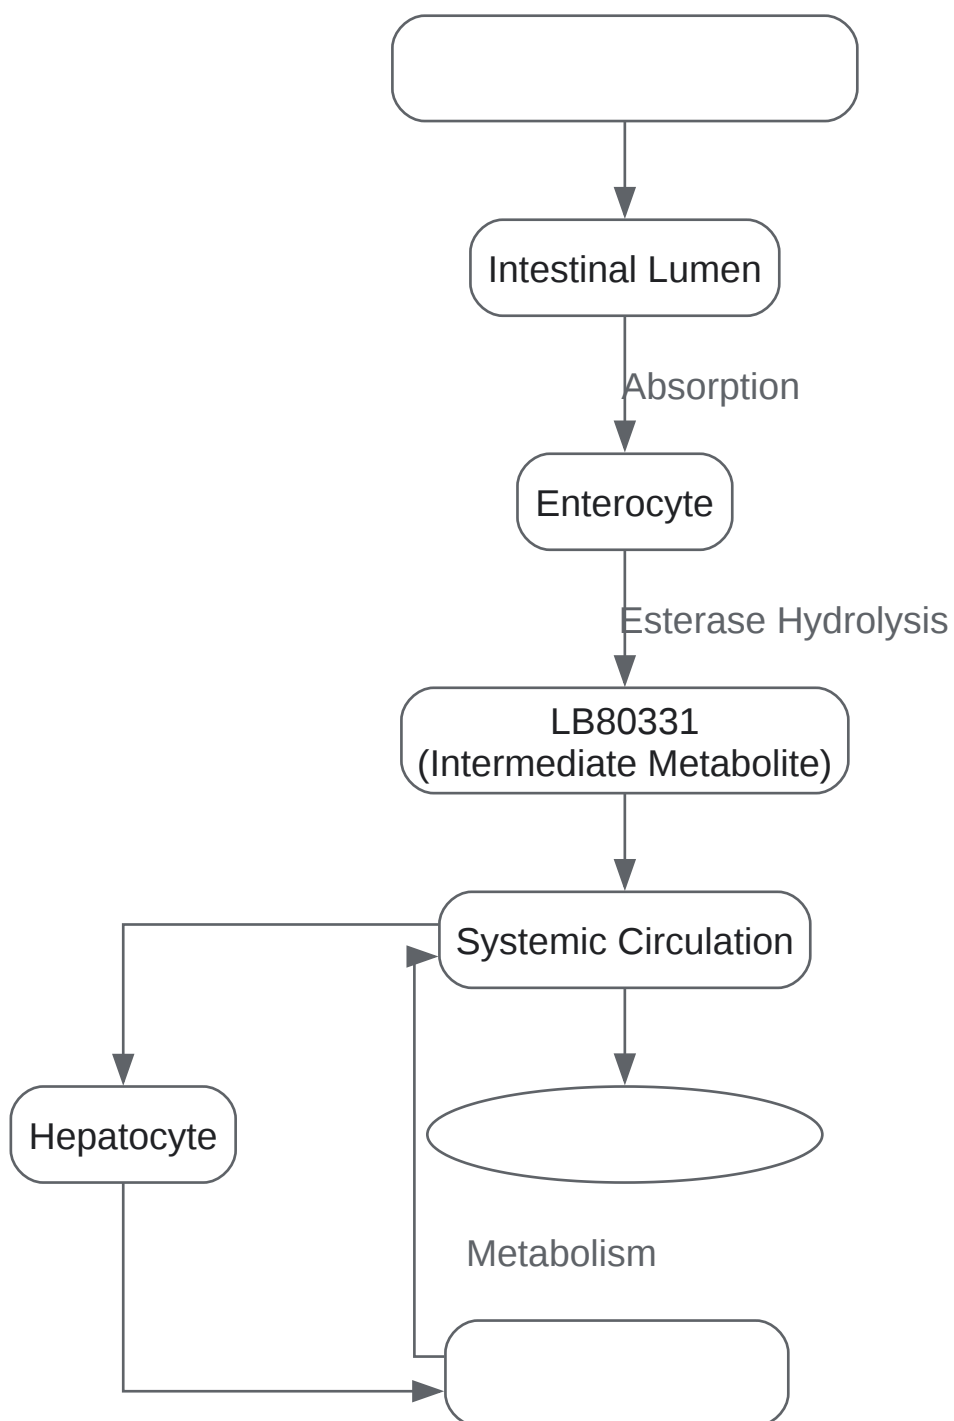 Intestinal Lumen
Absorption
Enterocyte
Esterase Hydrolysis
LB80331
(Intermediate Metabolite)
Systemic Circulation
Hepatocyte
Metabolism